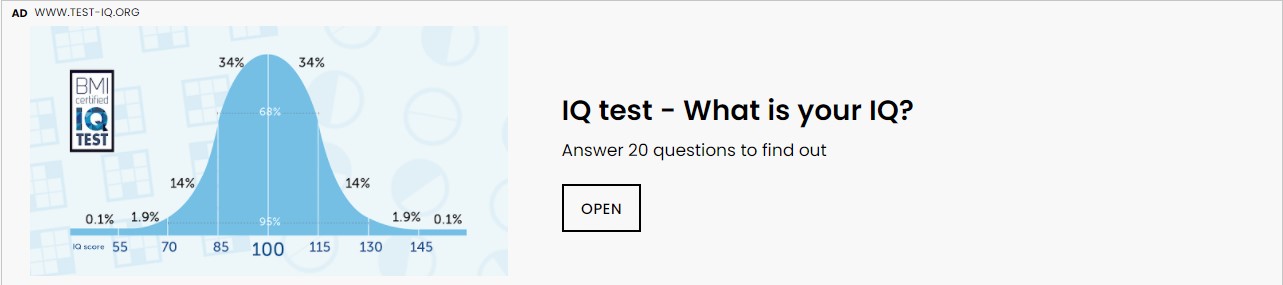 AD WWW.TEST-IQ.ORG
34% 34%
BMI
certified
IQ
TEST
68%
14% 14%
0.1% 1.9% 95% 1.9% 0.1%
IQ score 55 70 85 100 115 130 145
IQ test - What is your IQ?
Answer 20 questions to find out
OPEN